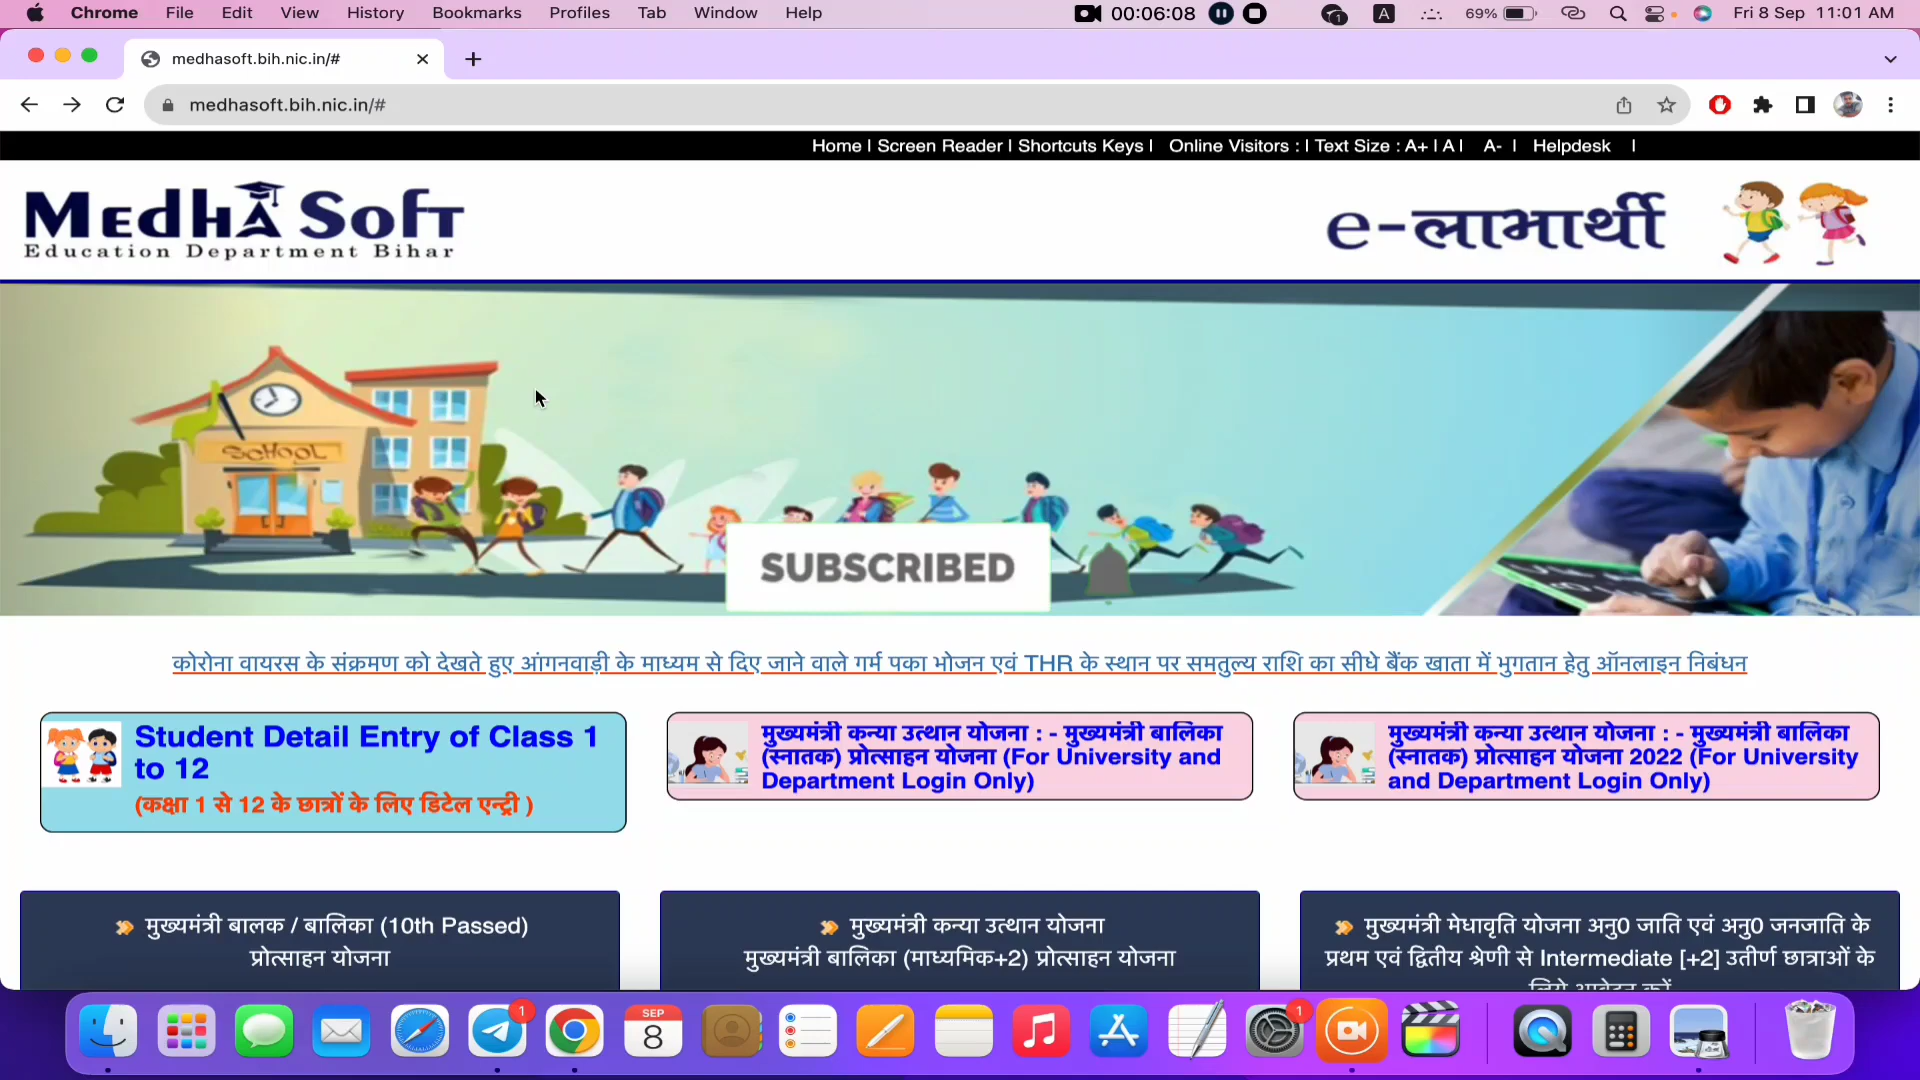 Chrome File Edit View History Bookmarks Profiles Tab Window Help 00:06:08 1 A 69% Fri 8 Sep 11:01 AM
medhasoft.bih.nic.in/#
medhasoft.bih.nic.in/#
Home | Screen Reader | Shortcuts Keys | Online Visitors : | Text Size : A+ | A | A- | Helpdesk |
MEDHA SOFT
Education Department Bihar
e-लाभार्थी
SCHOOL
SUBSCRIBED
कोरोना वायरस के संक्रमण को देखते हुए आंगनवाड़ी के माध्यम से दिए जाने वाले गर्म पका भोजन एवं THR के स्थान पर समतुल्य राशि का सीधे बैंक खाता में भुगतान हेतु ऑनलाइन निबंधन
Student Detail Entry of Class 1
to 12
(कक्षा 1 से 12 के छात्रों के लिए डिटेल एन्ट्री )
मुख्यमंत्री कन्या उत्थान योजना : - मुख्यमंत्री बालिका
(स्नातक) प्रोत्साहन योजना (For University and
Department Login Only)
मुख्यमंत्री कन्या उत्थान योजना : - मुख्यमंत्री बालिका
(स्नातक) प्रोत्साहन योजना 2022 (For University
and Department Login Only)
मुख्यमंत्री बालक / बालिका (10th Passed)
प्रोत्साहन योजना
मुख्यमंत्री कन्या उत्थान योजना
मुख्यमंत्री बालिका (माध्यमिक+2) प्रोत्साहन योजना
मुख्यमंत्री मेधावृति योजना अनु0 जाति एवं अनु0 जनजाति के
प्रथम एवं द्वितीय श्रेणी से Intermediate [+2] उतीर्ण छात्राओं के
लिये आवेदन करें
1
SEP
8
1